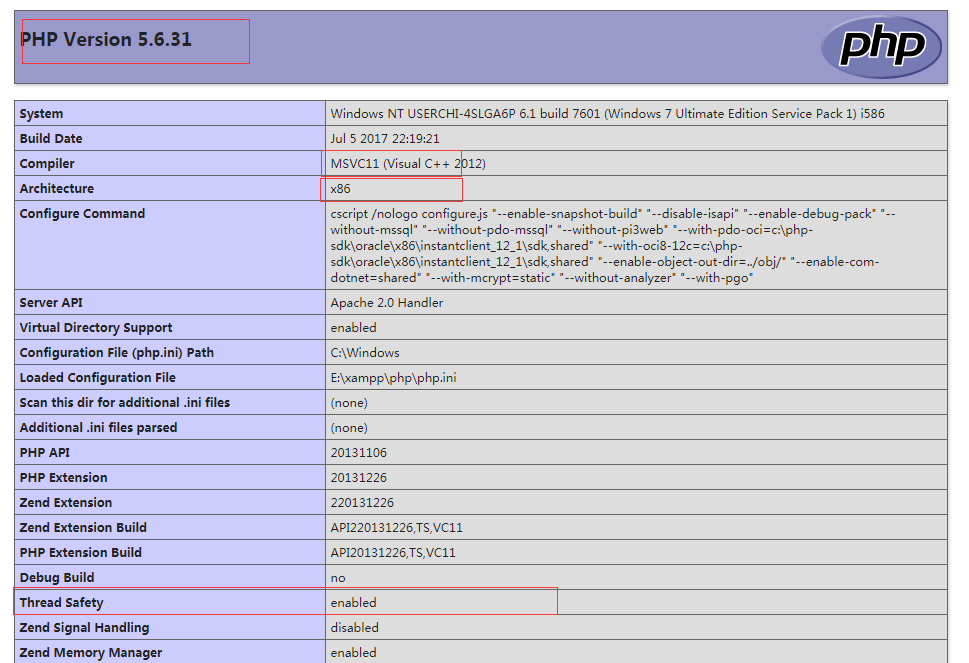 PHP Version 5.6.31
php
System Windows NT USERCHI-4SLGA6P 6.1 build 7601 (Windows 7 Ultimate Edition Service Pack 1) i586
Build Date Jul 5 2017 22:19:21
Compiler MSVC11 (Visual C++ 2012)
Architecture x86
Configure Command cscript /nologo configure.js "--enable-snapshot-build" "--disable-isapi" "--enable-debug-pack" "--
without-mssql" "--without-pdo-mssql" "--without-pi3web" "--with-pdo-oci=c:\php-
sdk\oracle\x86\instantclient_12_1\sdk,shared" "--with-oci8-12c=c:\php-
sdk\oracle\x86\instantclient_12_1\sdk,shared" "--enable-object-out-dir=../obj/" "--enable-com-
dotnet=shared" "--with-mcrypt=static" "--without-analyzer" "--with-pgo"
Server API Apache 2.0 Handler
Virtual Directory Support enabled
Configuration File (php.ini) Path C:\Windows
Loaded Configuration File E:\xampp\php\php.ini
Scan this dir for additional .ini files (none)
Additional .ini files parsed (none)
PHP API 20131106
PHP Extension 20131226
Zend Extension 220131226
Zend Extension Build API220131226,TS,VC11
PHP Extension Build API20131226,TS,VC11
Debug Build no
Thread Safety enabled
Zend Signal Handling disabled
Zend Memory Manager enabled